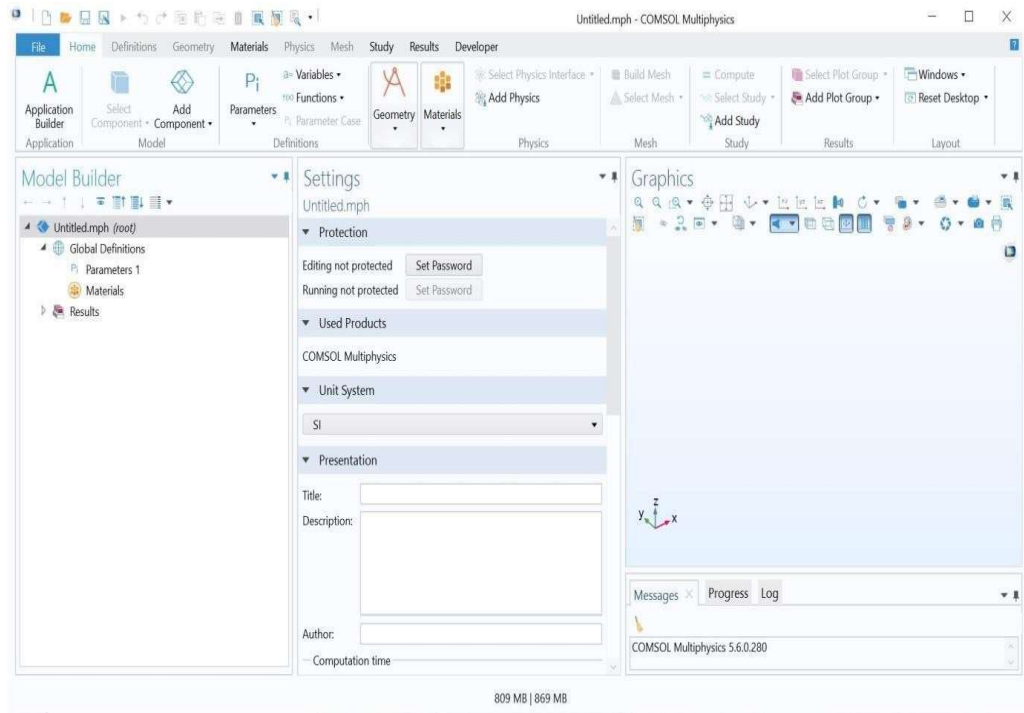 Untitled.mph - COMSOL Multiphysics
File Home Definitions Geometry Materials Physics Mesh Study Results Developer
Application Builder
Application
Select Component
Add Component
Model
Pi
Parameters
a= Variables
f(x) Functions
Pi Parameter Case
Definitions
Geometry
Materials
Select Physics Interface
Add Physics
Physics
Build Mesh
Select Mesh
Mesh
= Compute
Select Study
Add Study
Study
Select Plot Group
Add Plot Group
Results
Windows
Reset Desktop
Layout
Model Builder
Untitled.mph (root)
Global Definitions
Pi Parameters 1
Materials
Results
Settings
Untitled.mph
Protection
Editing not protected Set Password
Running not protected Set Password
Used Products
COMSOL Multiphysics
Unit System
SI
Presentation
Title:
Description:
Author:
Computation time
Graphics
z
y
x
Messages Progress Log
COMSOL Multiphysics 5.6.0.280
809 MB | 869 MB